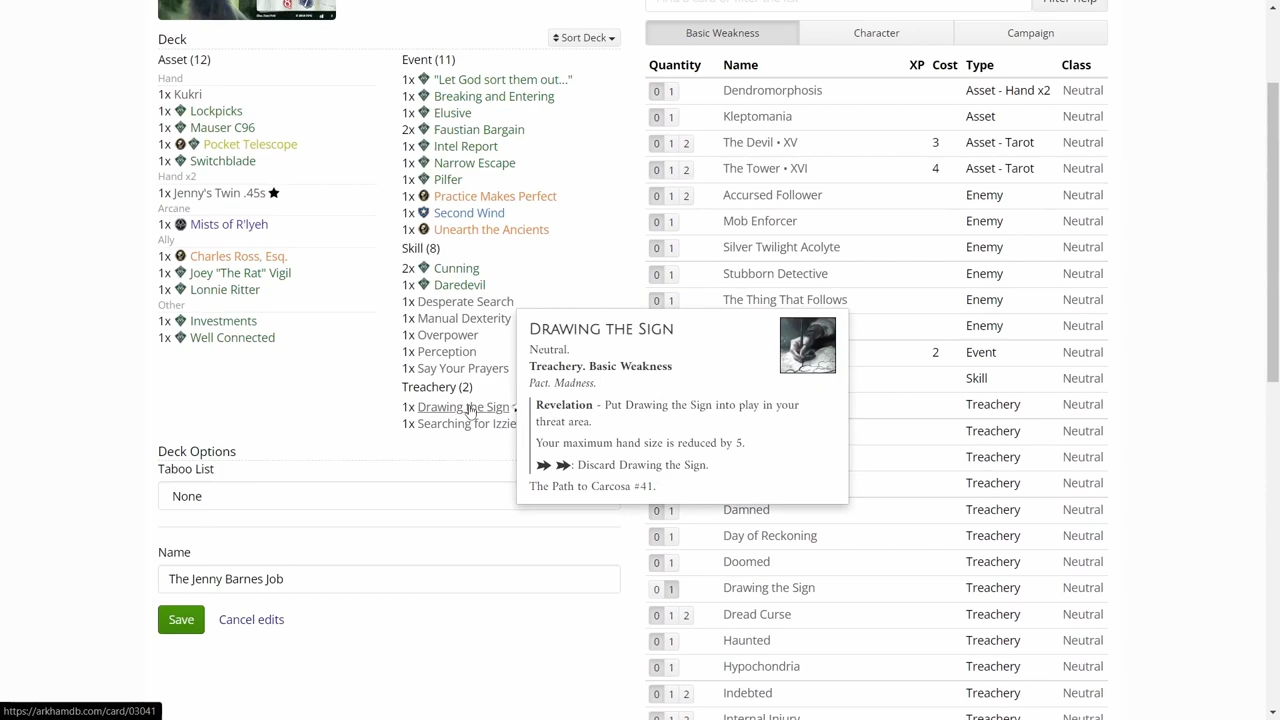 Deck
Sort Deck
Asset (12)
Hand
1x Kukri
1x Lockpicks
1x Mauser C96
1x Pocket Telescope
1x Switchblade
Hand x2
1x Jenny's Twin .45s
Arcane
1x Mists of R'lyeh
Ally
1x Charles Ross, Esq.
1x Joey "The Rat" Vigil
1x Lonnie Ritter
Other
1x Investments
1x Well Connected
Event (11)
1x "Let God sort them out..."
1x Breaking and Entering
1x Elusive
2x Faustian Bargain
1x Intel Report
1x Narrow Escape
1x Pilfer
1x Practice Makes Perfect
1x Second Wind
1x Unearth the Ancients
Skill (8)
2x Cunning
1x Daredevil
1x Desperate Search
1x Manual Dexterity
1x Overpower
1x Perception
1x Say Your Prayers
Treachery (2)
1x Drawing the Sign
1x Searching for Izzie
Deck Options
Taboo List
None
Name
The Jenny Barnes Job
Save Cancel edits
Drawing the Sign
Neutral.
Treachery. Basic Weakness
Pact. Madness.
Revelation - Put Drawing the Sign into play in your
threat area.
Your maximum hand size is reduced by 5.
: Discard Drawing the Sign.
The Path to Carcosa #41.
Basic Weakness Character Campaign
Quantity Name XP Cost Type Class
0 1 Dendromorphosis Asset - Hand x2 Neutral
0 1 Kleptomania Asset Neutral
0 1 2 The Devil • XV 3 Asset - Tarot Neutral
0 1 2 The Tower • XVI 4 Asset - Tarot Neutral
0 1 2 Accursed Follower Enemy Neutral
0 1 Mob Enforcer Enemy Neutral
0 1 Silver Twilight Acolyte Enemy Neutral
0 1 Stubborn Detective Enemy Neutral
0 1 The Thing That Follows Enemy Neutral
Enemy Neutral
2 Event Neutral
Skill Neutral
Treachery Neutral
Treachery Neutral
Treachery Neutral
Treachery Neutral
0 1 Damned Treachery Neutral
0 1 Day of Reckoning Treachery Neutral
0 1 Doomed Treachery Neutral
0 1 Drawing the Sign Treachery Neutral
0 1 2 Dread Curse Treachery Neutral
0 1 Haunted Treachery Neutral
0 1 Hypochondria Treachery Neutral
0 1 2 Indebted Treachery Neutral
0 1 2 Internal Injury Treachery Neutral
https://arkhamdb.com/card/03041